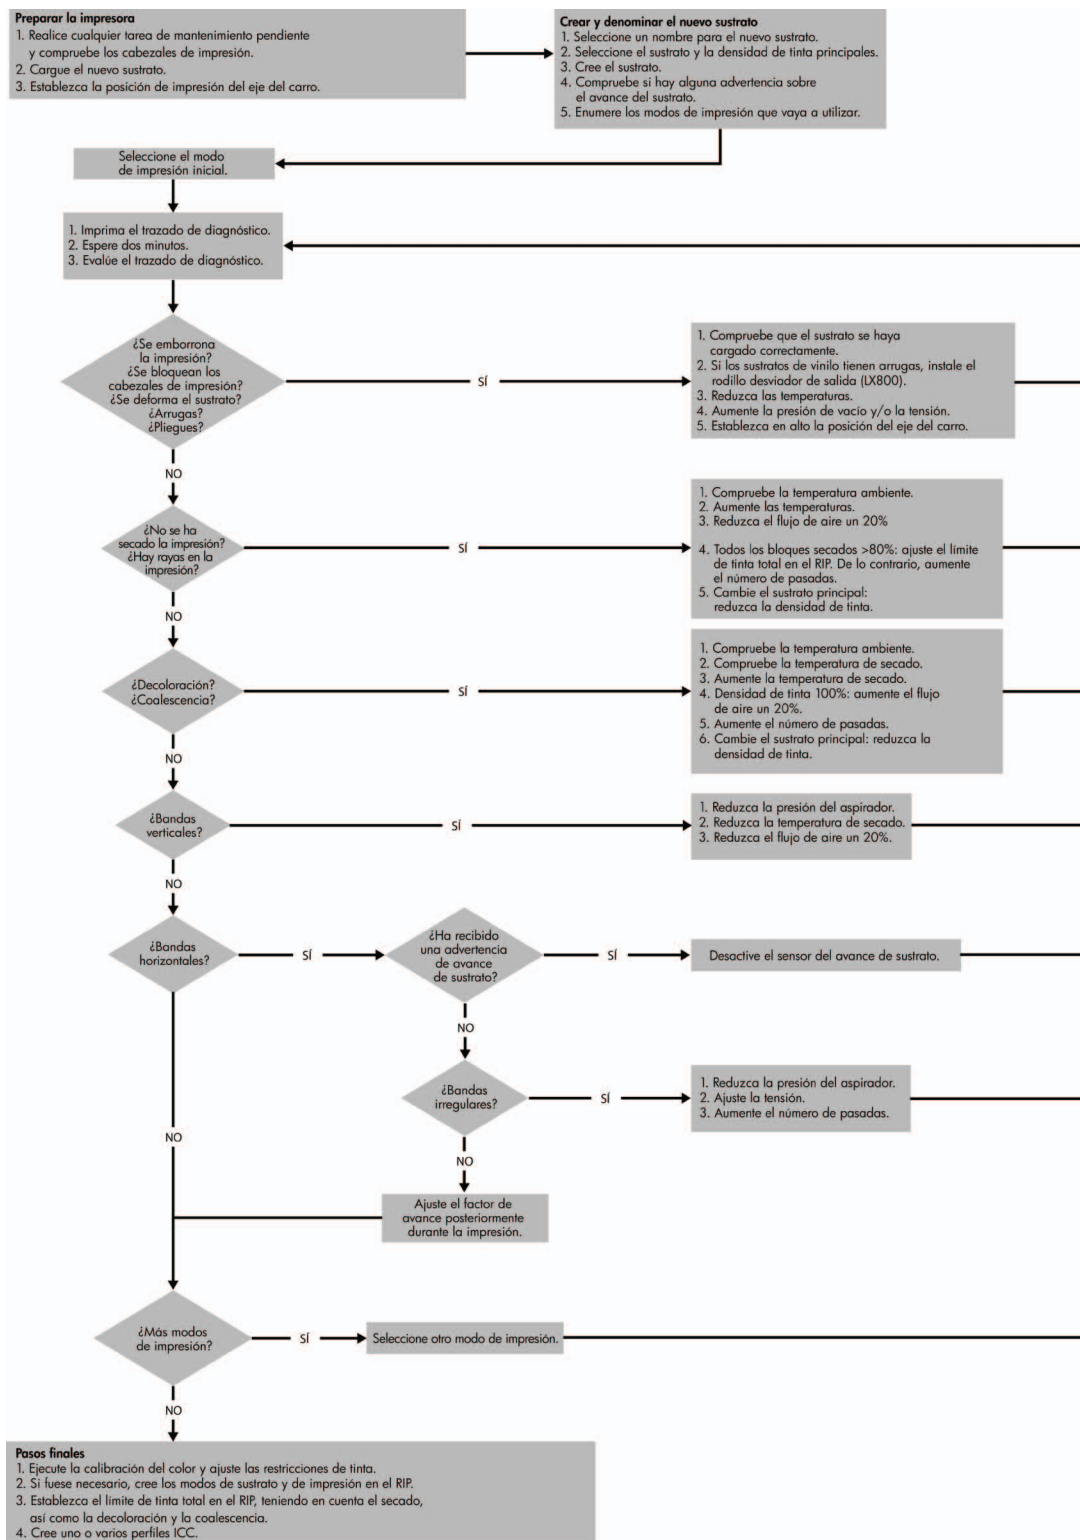 Preparar la impresora
1. Realice cualquier tarea de mantenimiento pendiente
y compruebe los cabezales de impresión.
2. Cargue el nuevo sustrato.
3. Establezca la posición de impresión del eje del carro.
Crear y denominar el nuevo sustrato
1. Seleccione un nombre para el nuevo sustrato.
2. Seleccione el sustrato y la densidad de tinta principales.
3. Cree el sustrato.
4. Compruebe si hay alguna advertencia sobre
el avance del sustrato.
5. Enumere los modos de impresión que vaya a utilizar.
Seleccione el modo
de impresión inicial.
1. Imprima el trazado de diagnóstico.
2. Espere dos minutos.
3. Evalúe el trazado de diagnóstico.
¿Se emborrona
la impresión?
¿Se bloquean los
cabezales de impresión?
¿Se deforma el sustrato?
¿Arrugas?
¿Pliegues?
SÍ
1. Compruebe que el sustrato se haya
cargado correctamente.
2. Si los sustratos de vinilo tienen arrugas, instale el
rodillo desviador de salida (LX800).
3. Reduzca las temperaturas.
4. Aumente la presión de vacío y/o la tensión.
5. Establezca en alto la posición del eje del carro.
NO
¿No se ha
secado la impresión?
¿Hay rayas en la
impresión?
SÍ
1. Compruebe la temperatura ambiente.
2. Aumente las temperaturas.
3. Reduzca el flujo de aire un 20%
4. Todos los bloques secados >80%: ajuste el límite
de tinta total en el RIP. De lo contrario, aumente
el número de pasadas.
5. Cambie el sustrato principal:
reduzca la densidad de tinta.
NO
¿Decoloración?
¿Coalescencia?
SÍ
1. Compruebe la temperatura ambiente.
2. Compruebe la temperatura de secado.
3. Aumente la temperatura de secado.
4. Densidad de tinta 100%: aumente el flujo
de aire un 20%.
5. Aumente el número de pasadas.
6. Cambie el sustrato principal: reduzca la
densidad de tinta.
NO
¿Bandas
verticales?
SÍ
1. Reduzca la presión del aspirador.
2. Reduzca la temperatura de secado.
3. Reduzca el flujo de aire un 20%.
NO
¿Bandas
horizontales?
SÍ
¿Ha recibido
una advertencia
de avance
de sustrato?
SÍ
Desactive el sensor del avance de sustrato.
NO
¿Bandas
irregulares?
SÍ
1. Reduzca la presión del aspirador.
2. Ajuste la tensión.
3. Aumente el número de pasadas.
NO
NO
Ajuste el factor de
avance posteriormente
durante la impresión.
¿Más modos
de impresión?
SÍ
Seleccione otro modo de impresión.
NO
Pasos finales
1. Ejecute la calibración del color y ajuste las restricciones de tinta.
2. Si fuese necesario, cree los modos de sustrato y de impresión en el RIP.
3. Establezca el límite de tinta total en el RIP, teniendo en cuenta el secado,
así como la decoloración y la coalescencia.
4. Cree uno o varios perfiles ICC.